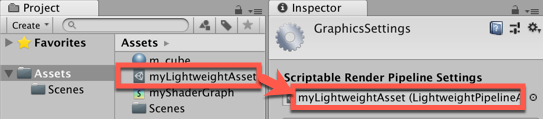 Project
Create
Favorites
Assets
Scenes
Assets
m_cube
myLightweightAsset
myShaderGraph
Scenes
Inspector
GraphicsSettings
Scriptable Render Pipeline Settings
myLightweightAsset (LightweightPipelineA